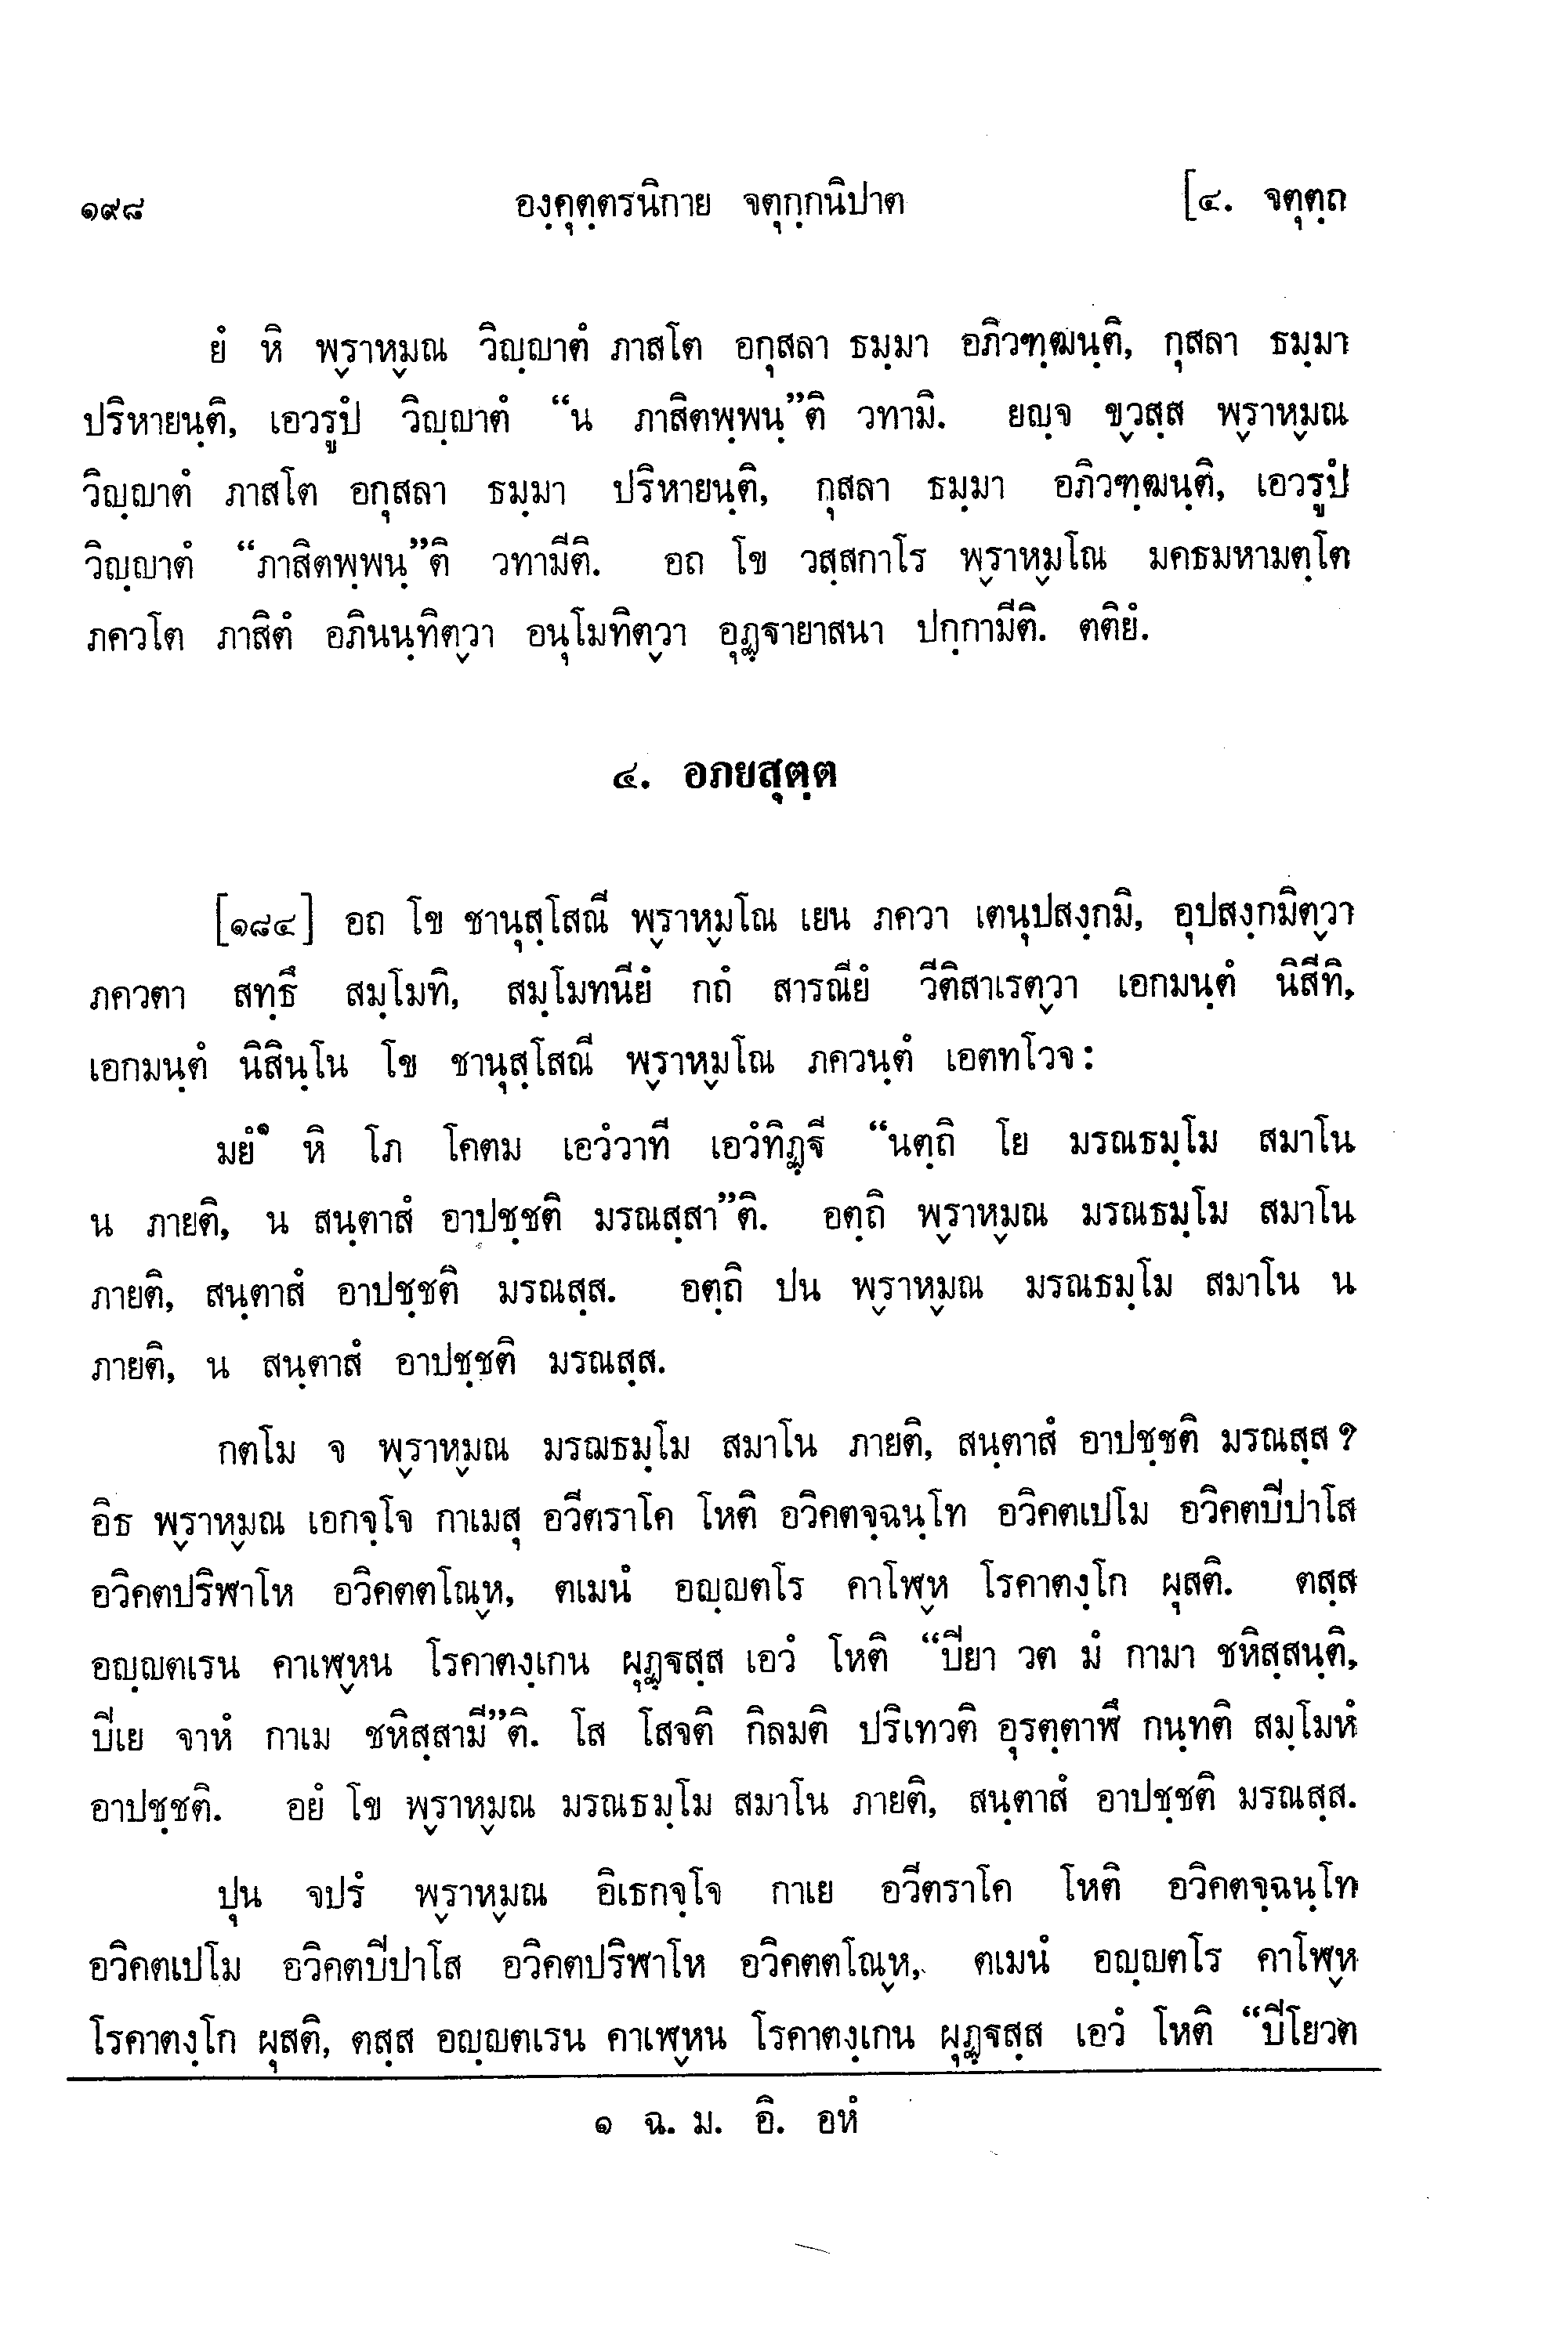 ๑๙๘ องฺคุตฺตรนิกาย จตุกฺกนิปาต [๔. จตุตฺถ
ยํ หิ พฺราหฺมณ วิญฺญาตํ ภาสโต อกุสลา ธมฺมา อภิวฑฺฒนฺติ, กุสลา ธมฺมา
ปริหายนฺติ, เอวรูปํ วิญฺญาตํ “น ภาสิตพฺพนฺ”ติ วทามิ. ยญฺจ ขฺวสฺส พฺราหฺมณ
วิญฺญาตํ ภาสโต อกุสลา ธมฺมา ปริหายนฺติ, กุสลา ธมฺมา อภิวฑฺฒนฺติ, เอวรูปํ
วิญฺญาตํ “ภาสิตพฺพนฺ”ติ วทามีติ. อถ โข วสฺสกาโร พฺราหฺมโณ มคธมหามตฺโต
ภควโต ภาสิตํ อภินนฺทิตฺวา อนุโมทิตฺวา อุฏฺฐายาสนา ปกฺกามีติ. ตติยํ.
๔. อภยสุตฺต
[๑๘๔] อถ โข ชานุสฺโสณี พฺราหฺมโณ เยน ภควา เตนุปสงฺกมิ, อุปสงฺกมิตฺวา
ภควตา สทฺธึ สมฺโมทิ, สมฺโมทนียํ กถํ สารณียํ วีติสาเรตฺวา เอกมนฺตํ นิสีทิ,
เอกมนฺตํ นิสินฺโน โข ชานุสฺโสณี พฺราหฺมโณ ภควนฺตํ เอตทโวจ:
มยํ๑ หิ โภ โคตม เอวํวาที เอวํทิฏฺฐี “นตฺถิ โย มรณธมฺโม สมาโน
น ภายติ, น สนฺตาสํ อาปชฺชติ มรณสฺสา”ติ. อตฺถิ พฺราหฺมณ มรณธมฺโม สมาโน
ภายติ, สนฺตาสํ อาปชฺชติ มรณสฺส. อตฺถิ ปน พฺราหฺมณ มรณธมฺโม สมาโน น
ภายติ, น สนฺตาสํ อาปชฺชติ มรณสฺส.
กตโม จ พฺราหฺมณ มรณธมฺโม สมาโน ภายติ, สนฺตาสํ อาปชฺชติ มรณสฺส ?
อิธ พฺราหฺมณ เอกจฺโจ กาเมสุ อวีตราโค โหติ อวิคตจฺฉนฺโท อวิคตเปโม อวิคตปิปาโส
อวิคตปริฬาโห อวิคตตโณฺห, ตเมนํ อญฺญตโร คาโฬฺห โรคาตงฺโก ผุสติ. ตสฺส
อญฺญตเรน คาเฬฺหน โรคาตงฺเกน ผุฏฺฐสฺส เอวํ โหติ “ปิยา วต มํ กามา ชหิสฺสนฺติ,
ปิเย จาหํ กาเม ชหิสฺสามี”ติ. โส โสจติ กิลมติ ปริเทวติ อุรตฺตาฬึ กนฺทติ สมฺโมหํ
อาปชฺชติ. อยํ โข พฺราหฺมณ มรณธมฺโม สมาโน ภายติ, สนฺตาสํ อาปชฺชติ มรณสฺส.
ปุน จปรํ พฺราหฺมณ อิเธกจฺโจ กาเย อวีตราโค โหติ อวิคตจฺฉนฺโท
อวิคตเปโม อวิคตปิปาโส อวิคตปริฬาโห อวิคตตโณฺห, ตเมนํ อญฺญตโร คาโฬฺห
โรคาตงฺโก ผุสติ, ตสฺส อญฺญตเรน คาเฬฺหน โรคาตงฺเกน ผุฏฺฐสฺส เอวํ โหติ “ปิโยวต
๑ ฉ. ม. อิ. อหํ